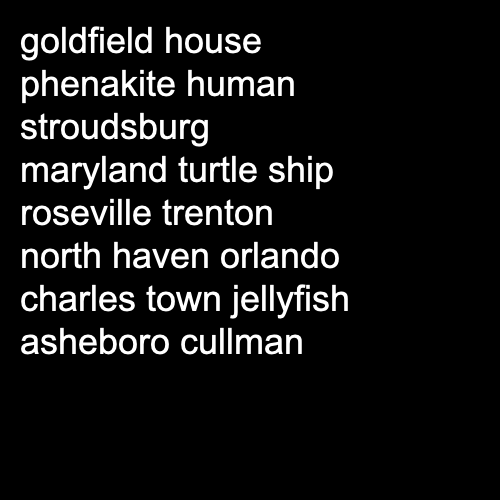 goldfield house
phenakite human
stroudsburg
maryland turtle ship
roseville trenton
north haven orlando
charles town jellyfish
asheboro cullman